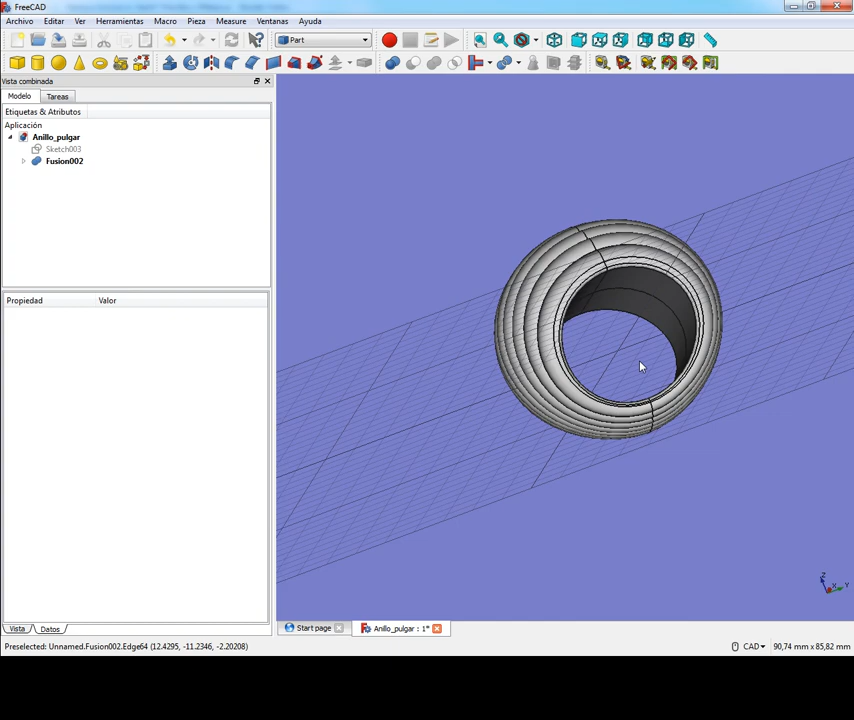 FreeCAD
Archivo Editar Ver Herramientas Macro Pieza Measure Ventanas Ayuda
Part
Vista combinada
Modelo Tareas
Etiquetas & Atributos
Aplicación
Anillo_pulgar
Sketch003
Fusion002
Propiedad Valor
Z
X Y
Vista Datos
Start page Anillo_pulgar : 1*
Preselected: Unnamed.Fusion002.Edge64 (12.4295, -11.2346, -2.20208) CAD 90,74 mm x 85,82 mm